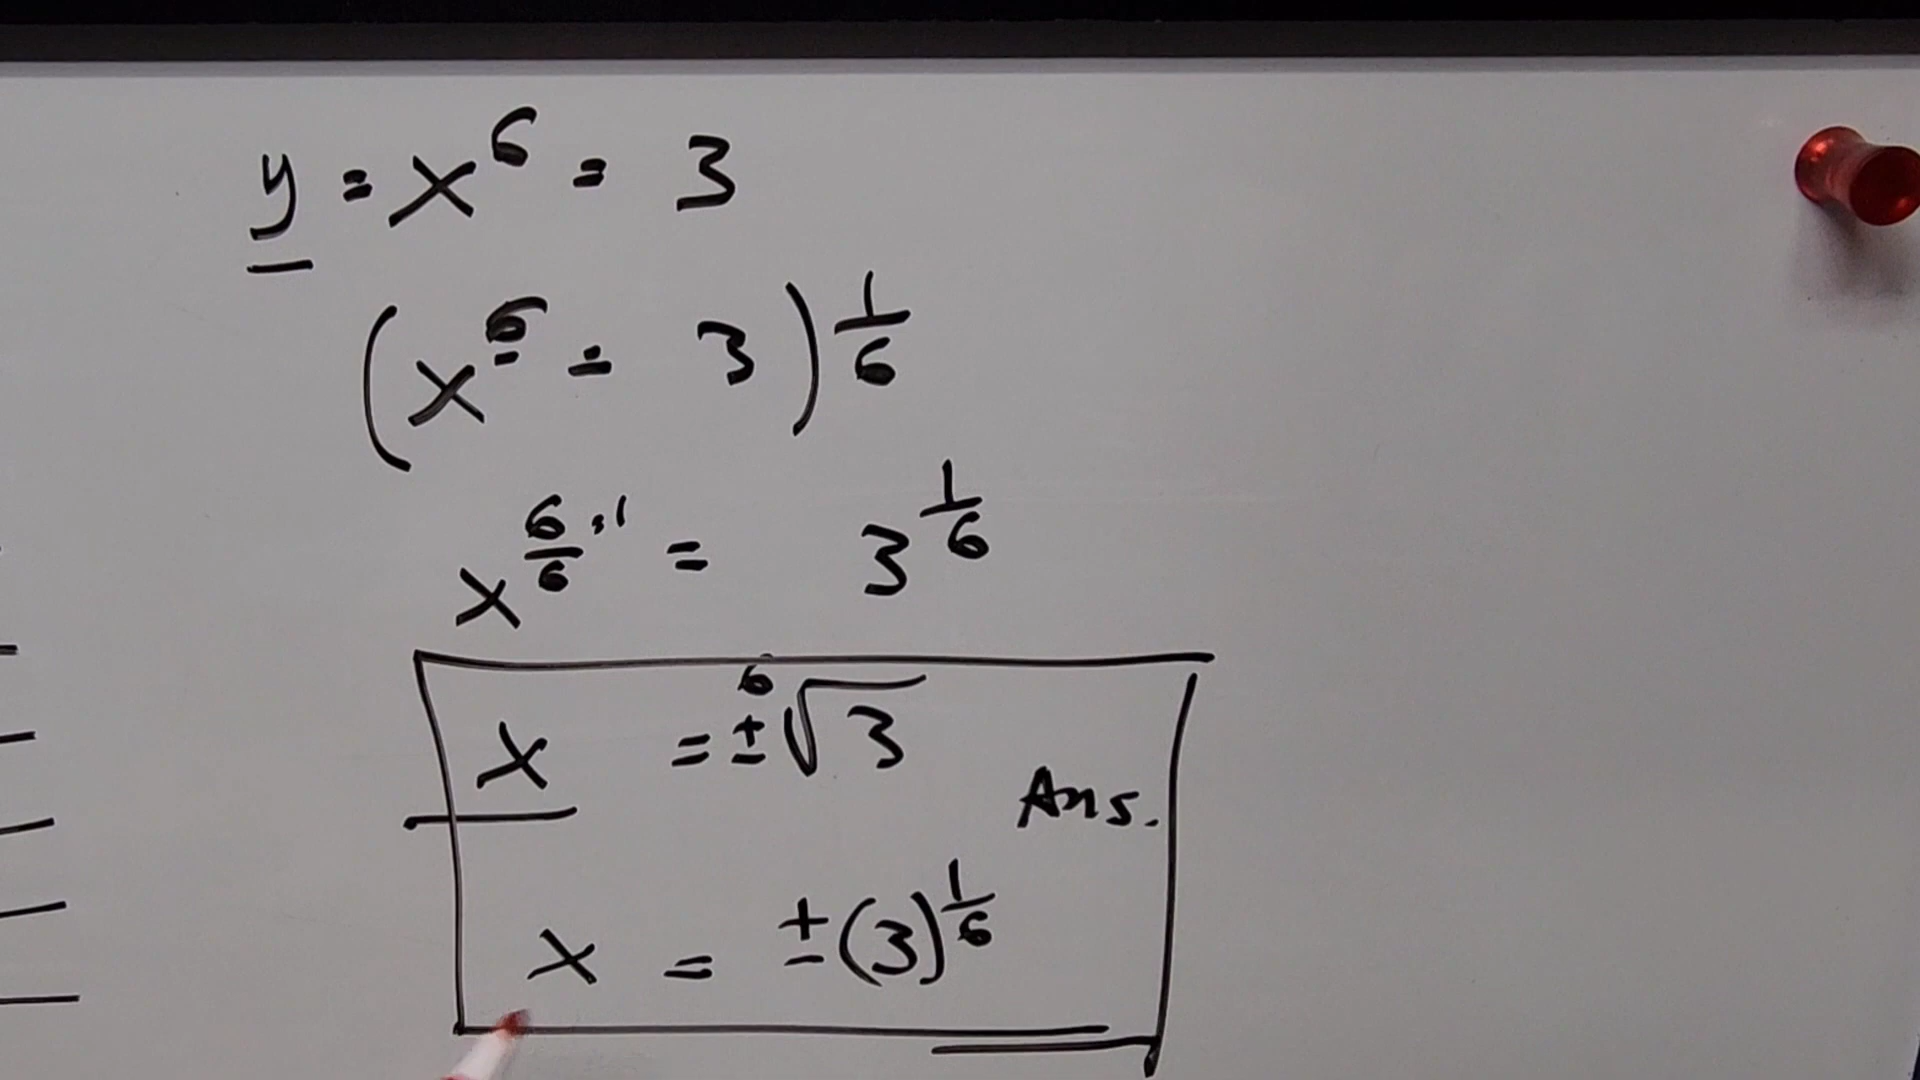 y = x^6 = 3
(x^6 = 3)^{1/6}
x^{6/6 = 1} = 3^{1/6}
x = ±⁶√3
Ans.
x = ±(3)^{1/6}